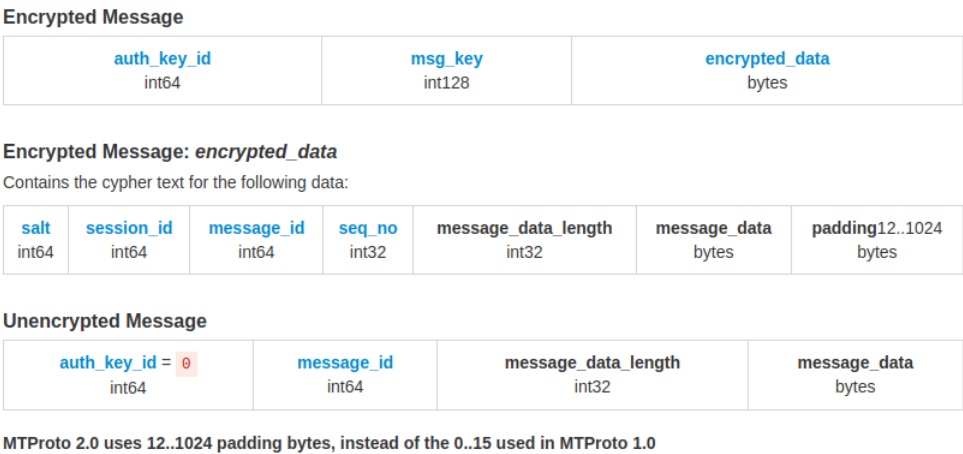 Encrypted Message
auth_key_id msg_key encrypted_data
int64 int128 bytes
Encrypted Message: encrypted_data
Contains the cypher text for the following data:
salt session_id message_id seq_no message_data_length message_data padding12..1024
int64 int64 int64 int32 int32 bytes bytes
Unencrypted Message
auth_key_id = 0 message_id message_data_length message_data
int64 int64 int32 bytes
MTProto 2.0 uses 12..1024 padding bytes, instead of the 0..15 used in MTProto 1.0